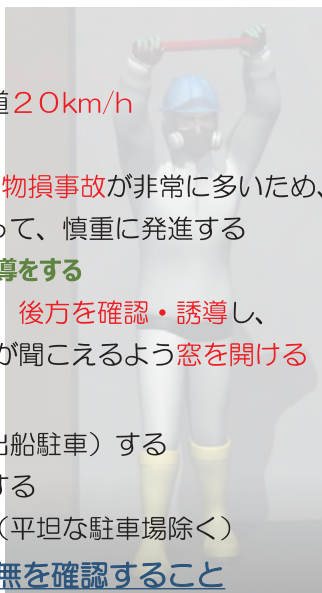 道２０km/h
物損事故が非常に多いため、
って、慎重に発進する
導をする
後方を確認・誘導し、
が聞こえるよう窓を開ける
出船駐車）する
する
（平坦な駐車場除く）
無を確認すること